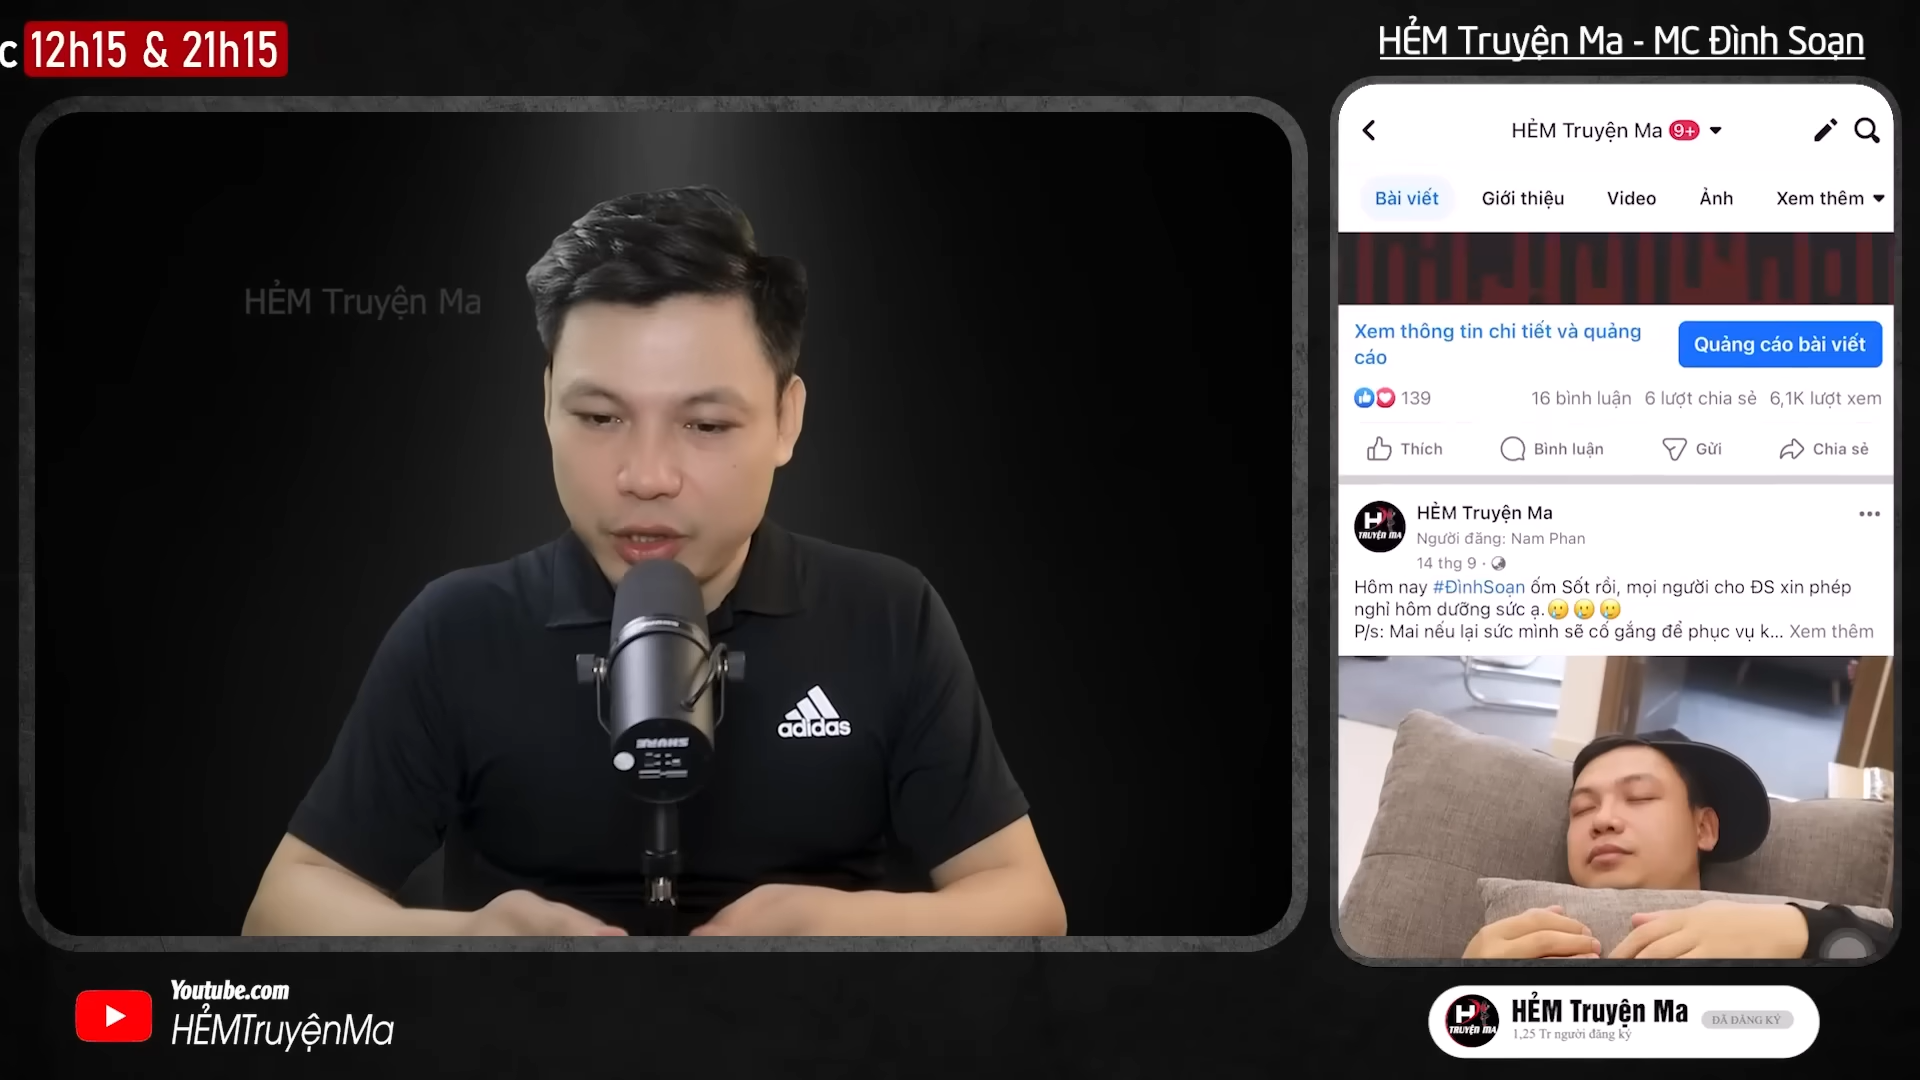 c 12h15 & 21h15
HẺM Truyện Ma - MC Đình Soạn
HẺM Truyện Ma 9+
Bài viết Giới thiệu Video Ảnh Xem thêm
Xem thông tin chi tiết và quảng
cáo
Quảng cáo bài viết
139 16 bình luận 6 lượt chia sẻ 6,1K lượt xem
Thích Bình luận Gửi Chia sẻ
HẺM Truyện Ma
Người đăng: Nam Phan
14 thg 9 ·
Hôm nay #ĐìnhSoạn ốm Sốt rồi, mọi người cho ĐS xin phép
nghỉ hôm dưỡng sức ạ.🥲🥲🥲
P/s: Mai nếu lại sức mình sẽ cố gắng để phục vụ k... Xem thêm
H
TRUYỆN MA
HẺM Truyện Ma
adidas
SHURE
Youtube.com
HẺMTruyệnMa
H
TRUYỆN MA
HẺM Truyện Ma
1,25 Tr người đăng ký
ĐÃ ĐĂNG KÝ